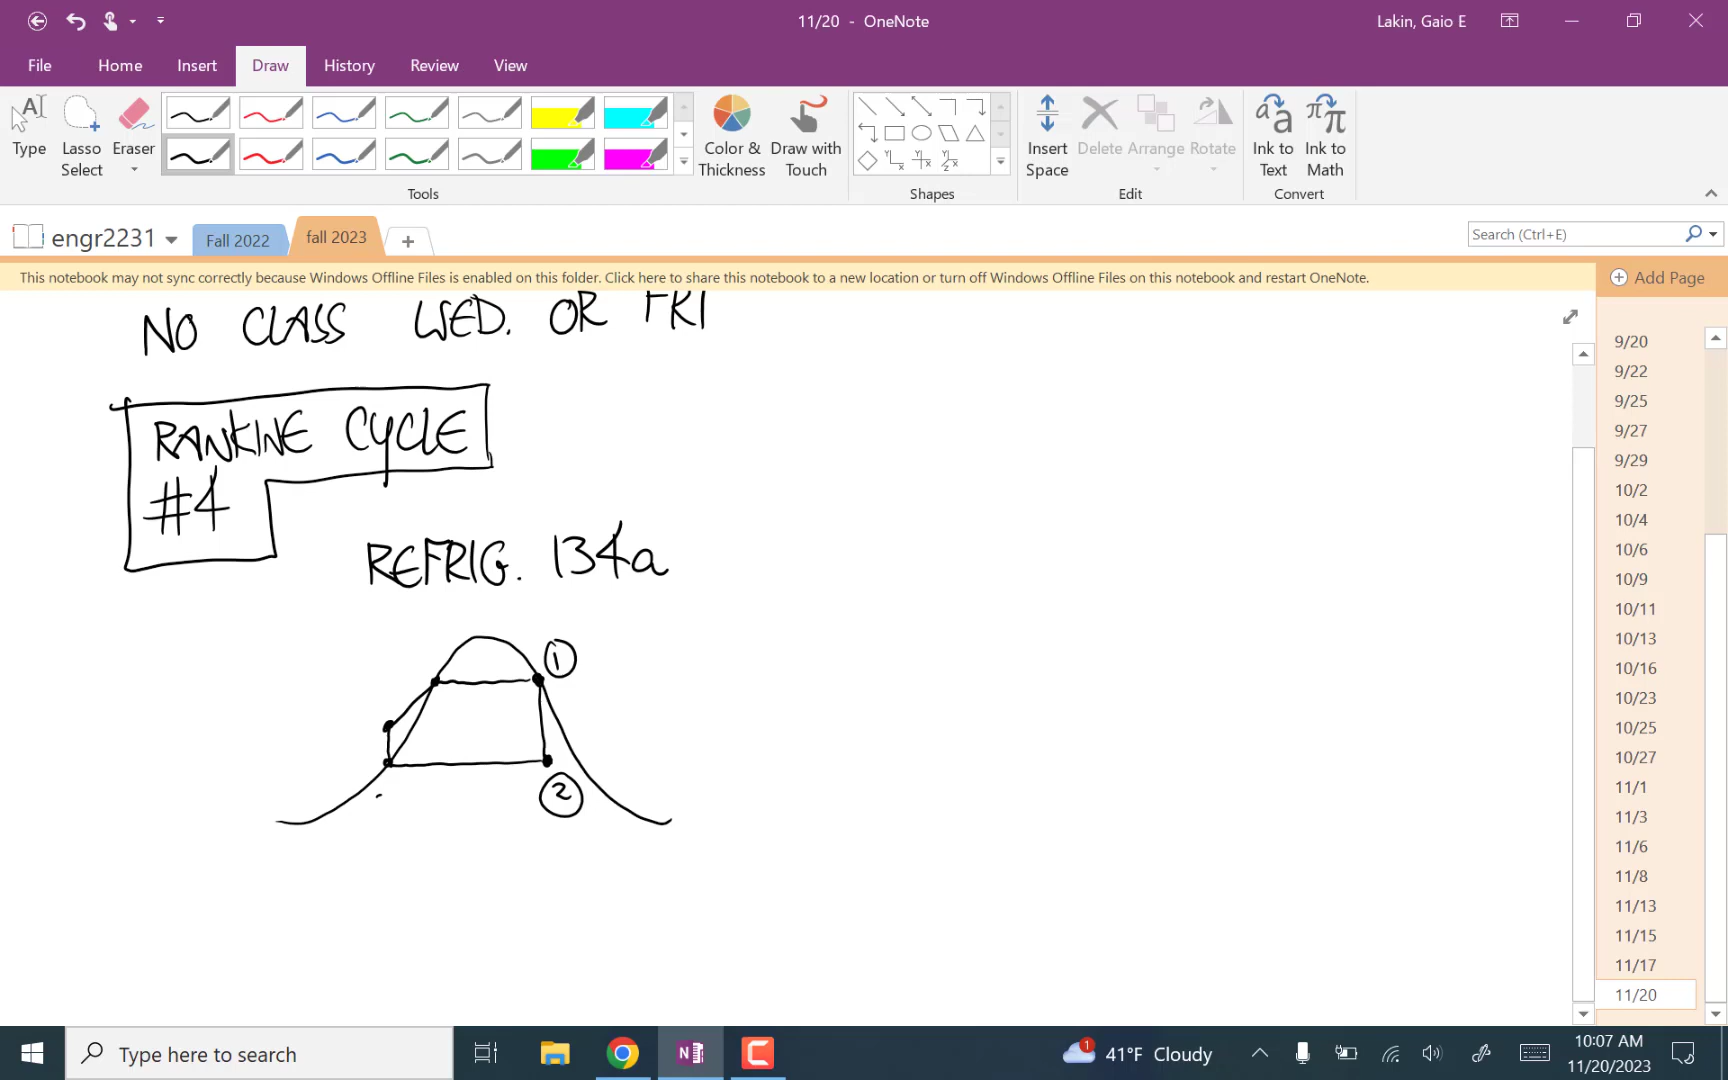 11/20 - OneNote
Lakin, Gaio E
File Home Insert Draw History Review View
Type
Lasso Select
Eraser
Color & Thickness
Draw with Touch
Insert Space
Delete
Arrange
Rotate
Ink to Text
Ink to Math
Tools
Shapes
Edit
Convert
engr2231
Fall 2022
fall 2023
Search (Ctrl+E)
This notebook may not sync correctly because Windows Offline Files is enabled on this folder. Click here to share this notebook to a new location or turn off Windows Offline Files on this notebook and restart OneNote.
Add Page
NO CLASS WED. OR FRI
RANKINE CYCLE
#4
REFRIG. 134a
1
2
9/20
9/22
9/25
9/27
9/29
10/2
10/4
10/6
10/9
10/11
10/13
10/16
10/23
10/25
10/27
11/1
11/3
11/6
11/8
11/13
11/15
11/17
11/20
Type here to search
1
41°F Cloudy
10:07 AM
11/20/2023